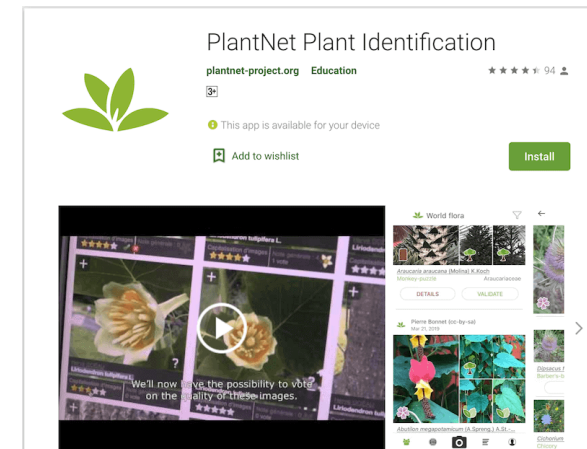 PlantNet Plant Identification
plantnet-project.org Education
94
3+
This app is available for your device
Add to wishlist
Install
Liriodendron tulipifera L.
We'll now have the possibility to vote
on the quality of these images.
World flora
Araucaria araucana (Molina) K.Koch
Monkey-puzzle Araucariaceae
DETAILS VALIDATE
Pierre Bonnet (cc-by-sa)
Mar 21, 2019
Abutilon megapotamicum (A.Spreng.) A.St.-...
Dipsacus f
Barber's-b
Cichorium
Chicory